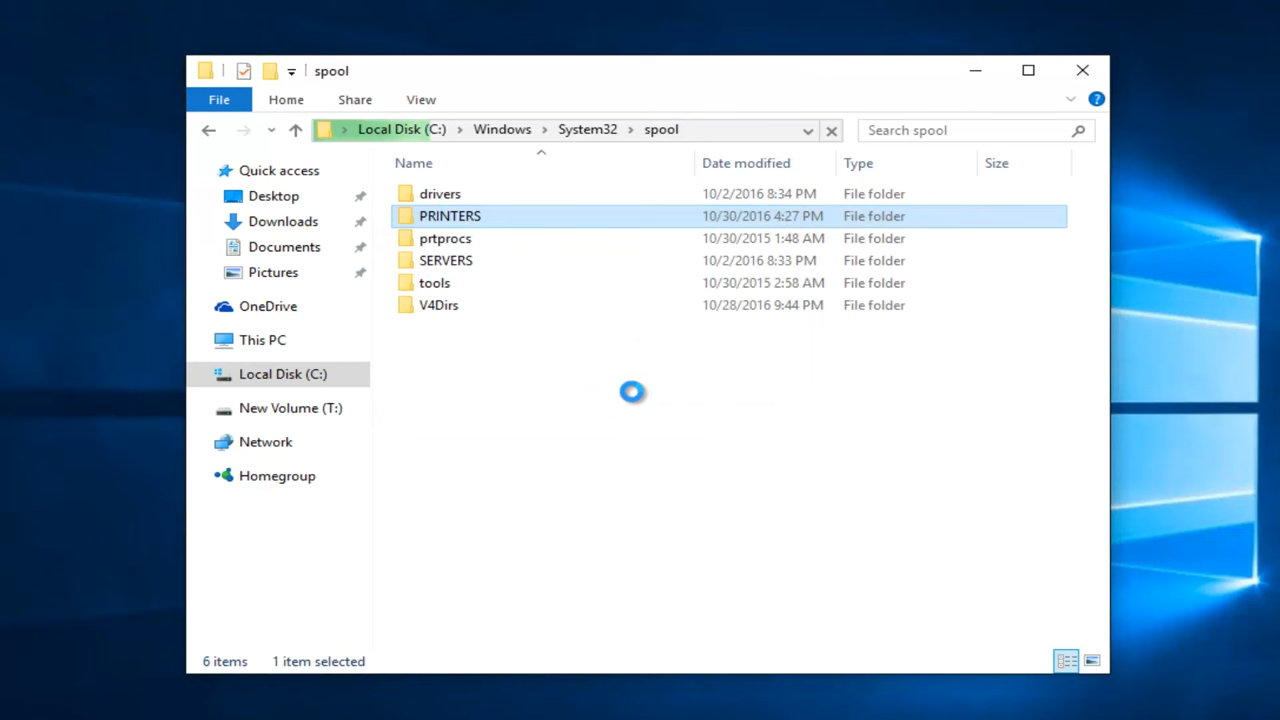 spool
File Home Share View
Local Disk (C:) Windows System32 spool Search spool
Name Date modified Type Size
drivers 10/2/2016 8:34 PM File folder
PRINTERS 10/30/2016 4:27 PM File folder
prtprocs 10/30/2015 1:48 AM File folder
SERVERS 10/2/2016 8:33 PM File folder
tools 10/30/2015 2:58 AM File folder
V4Dirs 10/28/2016 9:44 PM File folder
Quick access
Desktop
Downloads
Documents
Pictures
OneDrive
This PC
Local Disk (C:)
New Volume (T:)
Network
Homegroup
6 items 1 item selected